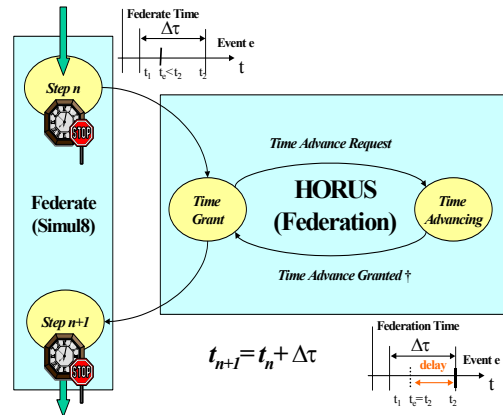 Federate Time
Δτ
Event e
t₁ tₑ<t₂ t₂ t
Step n
STOP
Time Advance Request
Federate
(Simul8)
Time
Grant
HORUS
(Federation)
Time
Advancing
Time Advance Granted †
Step n+1
STOP
tₙ₊₁= tₙ+ Δτ
Federation Time
Δτ
Event e
delay
t₁ tₑ=t₂ t₂ t